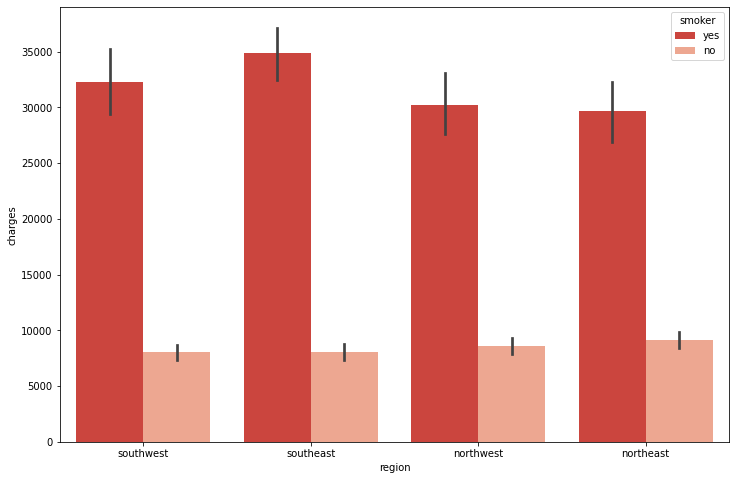 smoker
yes
no
35000
30000
25000
20000
15000
10000
5000
0
charges
southwest southeast northwest northeast
region